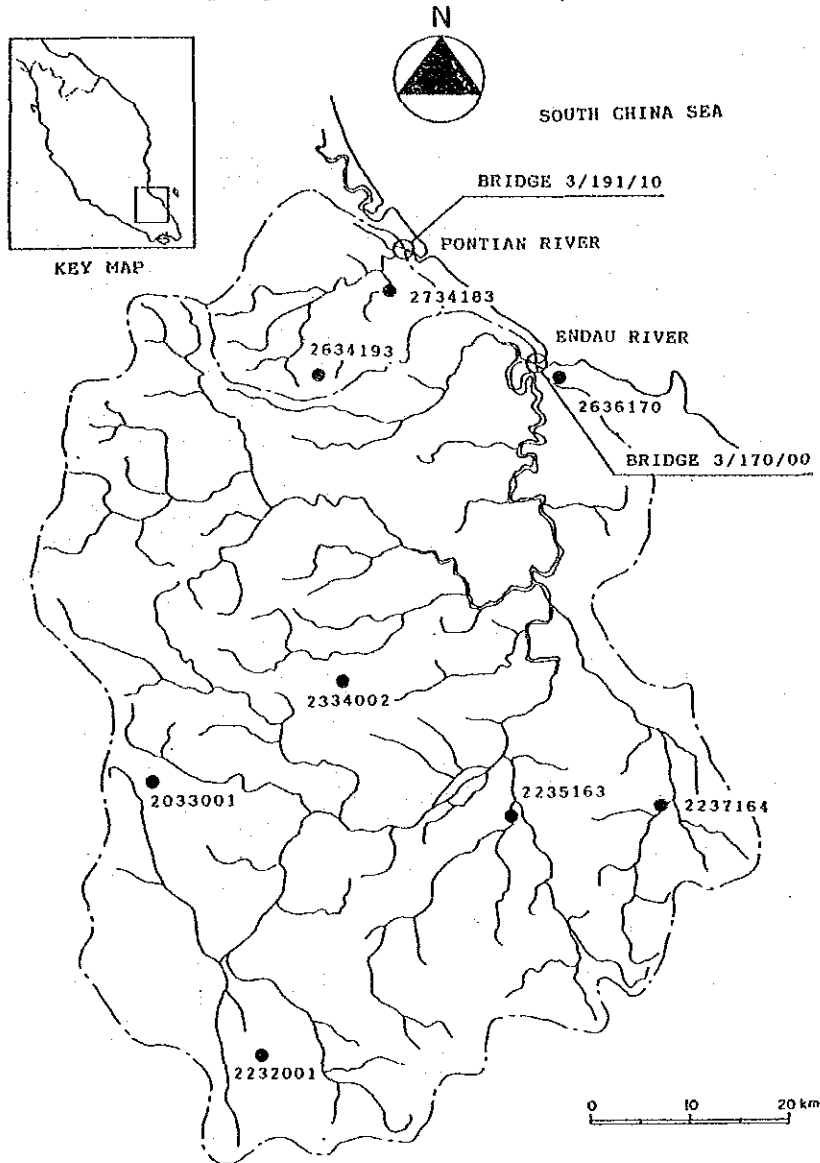 N
SOUTH CHINA SEA
BRIDGE 3/191/10
PONTIAN RIVER
KEY MAP
2734183
ENDAU RIVER
2634193
2636170
BRIDGE 3/170/00
2334002
2033001
2235163
2237164
2232001
0 10 20 km